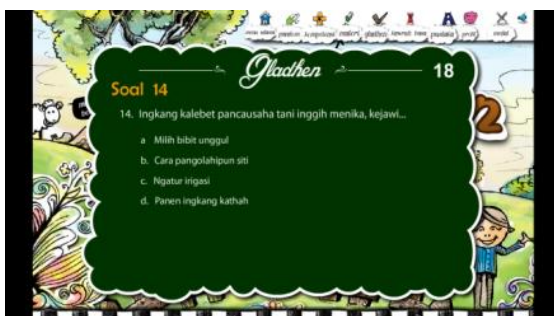 Gladhen
18
Soal 14
14. Ingkang kalebet pancausaha tani inggih menika, kejawi...
a Milih bibit unggul
b. Cara pangolahipun siti
c. Ngatur irigasi
d. Panen ingkang kathah